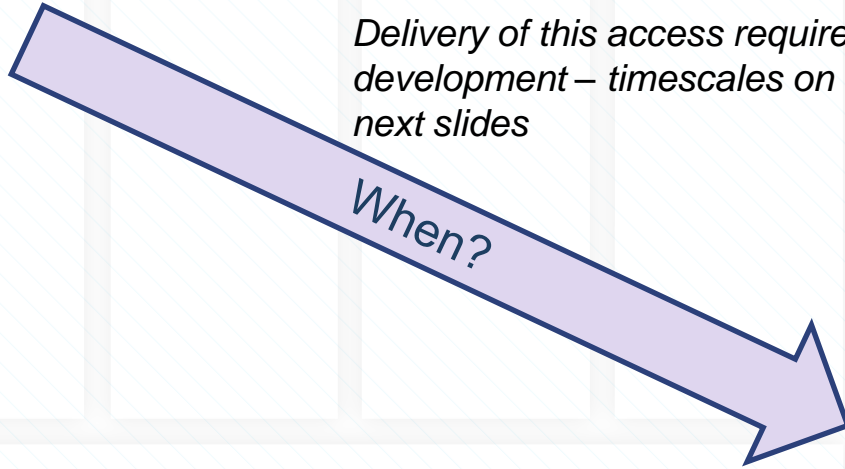 Delivery of this access require
development – timescales on
next slides
When?